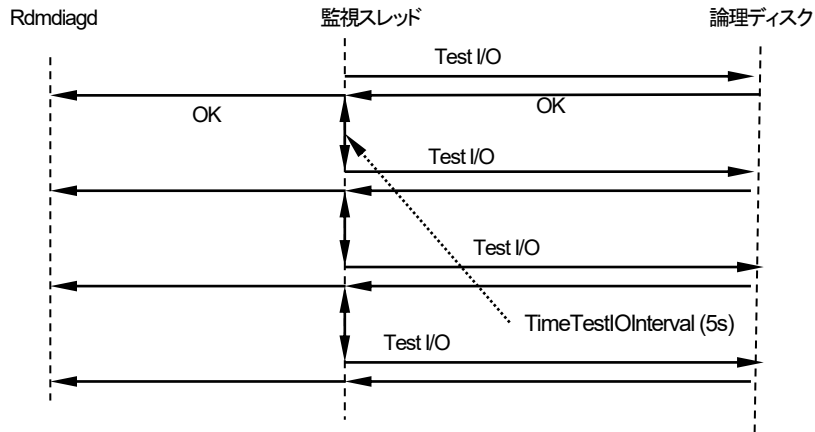 Rdmdiagd 監視スレッド 論理ディスク
Test I/O
OK OK
Test I/O
Test I/O
TimeTestIOInterval (5s)
Test I/O